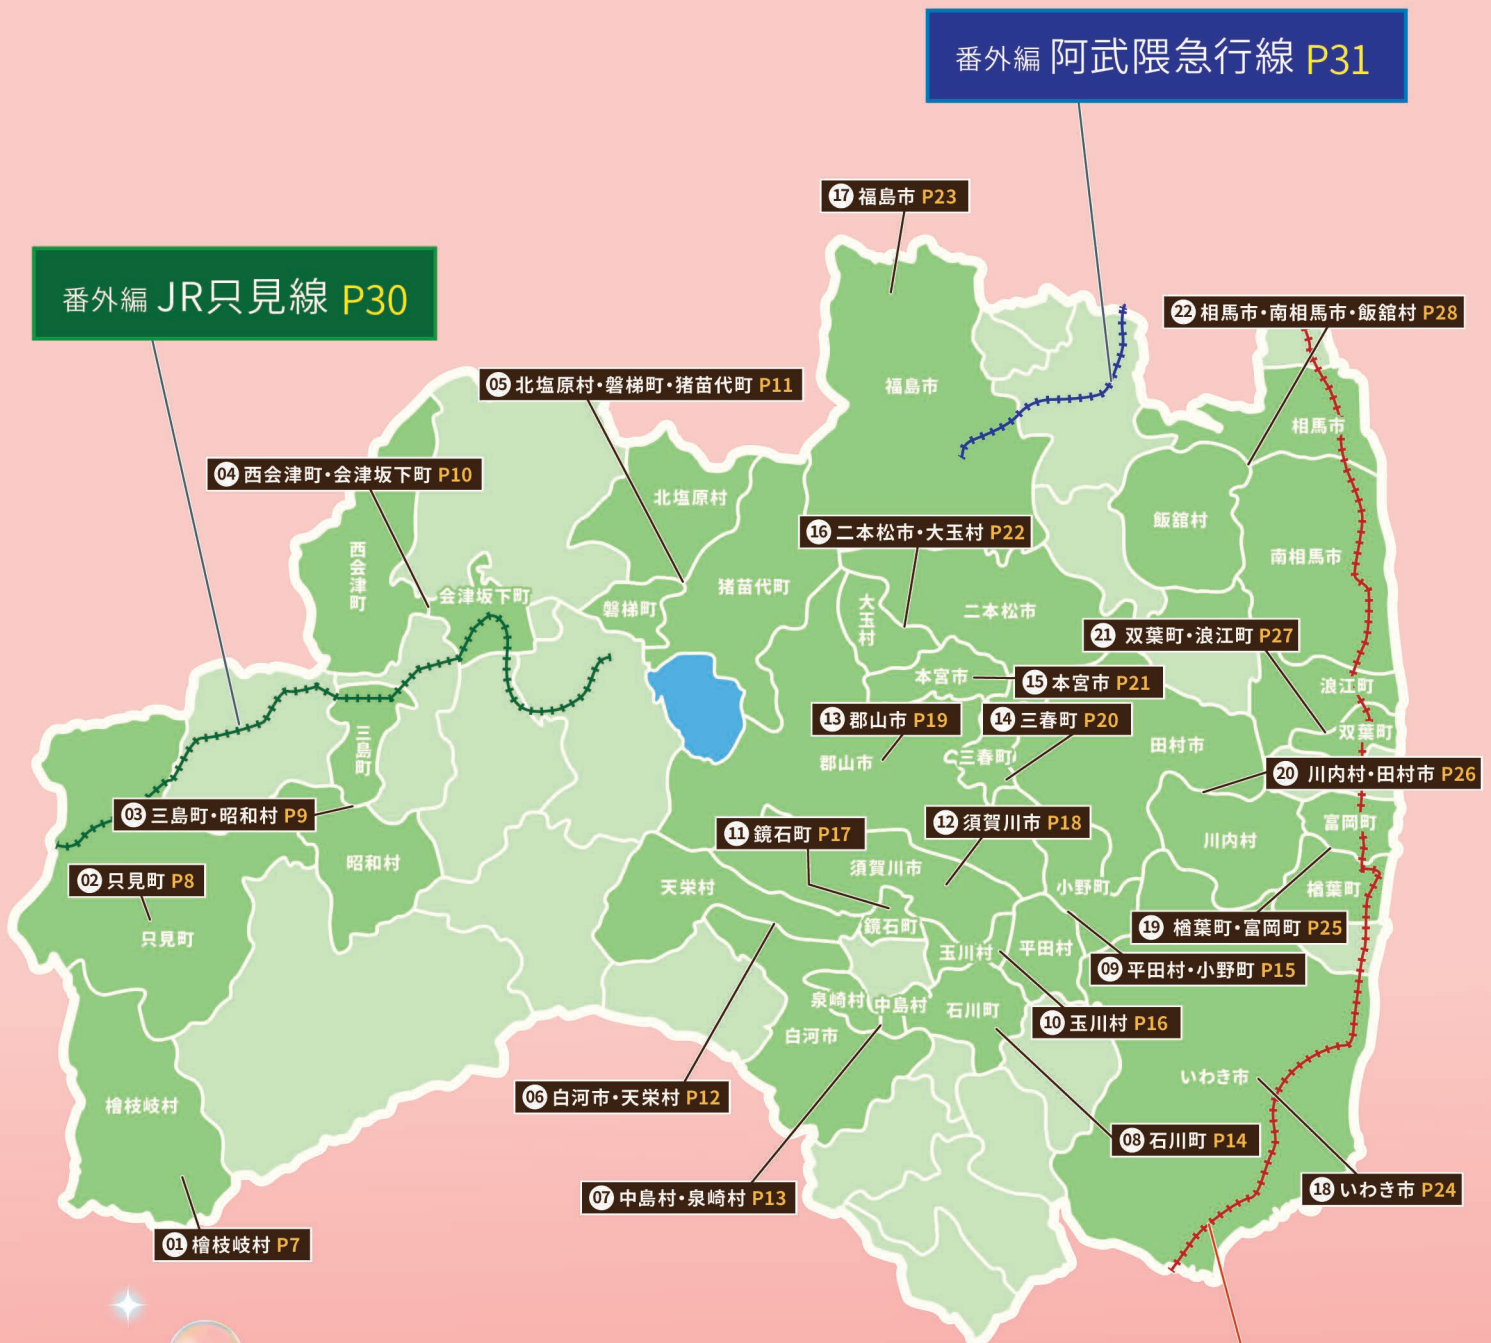 番外編 阿武隈急行線 P31
17 福島市 P23
番外編 JR只見線 P30
22 相馬市・南相馬市・飯舘村 P28
05 北塩原村・磐梯町・猪苗代町 P11
福島市
相馬市
04 西会津町・会津坂下町 P10
北塩原村
飯舘村
16 二本松市・大玉村 P22
南相馬市
西会津町
猪苗代町
会津坂下町
磐梯町
大玉村
二本松市
21 双葉町・浪江町 P27
本宮市
15 本宮市 P21
浪江町
13 郡山市 P19
14 三春町 P20
双葉町
三島町
郡山市
三春町
田村市
20 川内村・田村市 P26
03 三島町・昭和村 P9
11 鏡石町 P17
12 須賀川市 P18
富岡町
昭和村
須賀川市
川内村
02 只見町 P8
天栄村
小野町
楢葉町
只見町
鏡石町
19 楢葉町・富岡町 P25
玉川村
平田村
09 平田村・小野町 P15
泉崎村
中島村
石川町
10 玉川村 P16
白河市
いわき市
06 白河市・天栄村 P12
檜枝岐村
08 石川町 P14
07 中島村・泉崎村 P13
18 いわき市 P24
01 檜枝岐村 P7